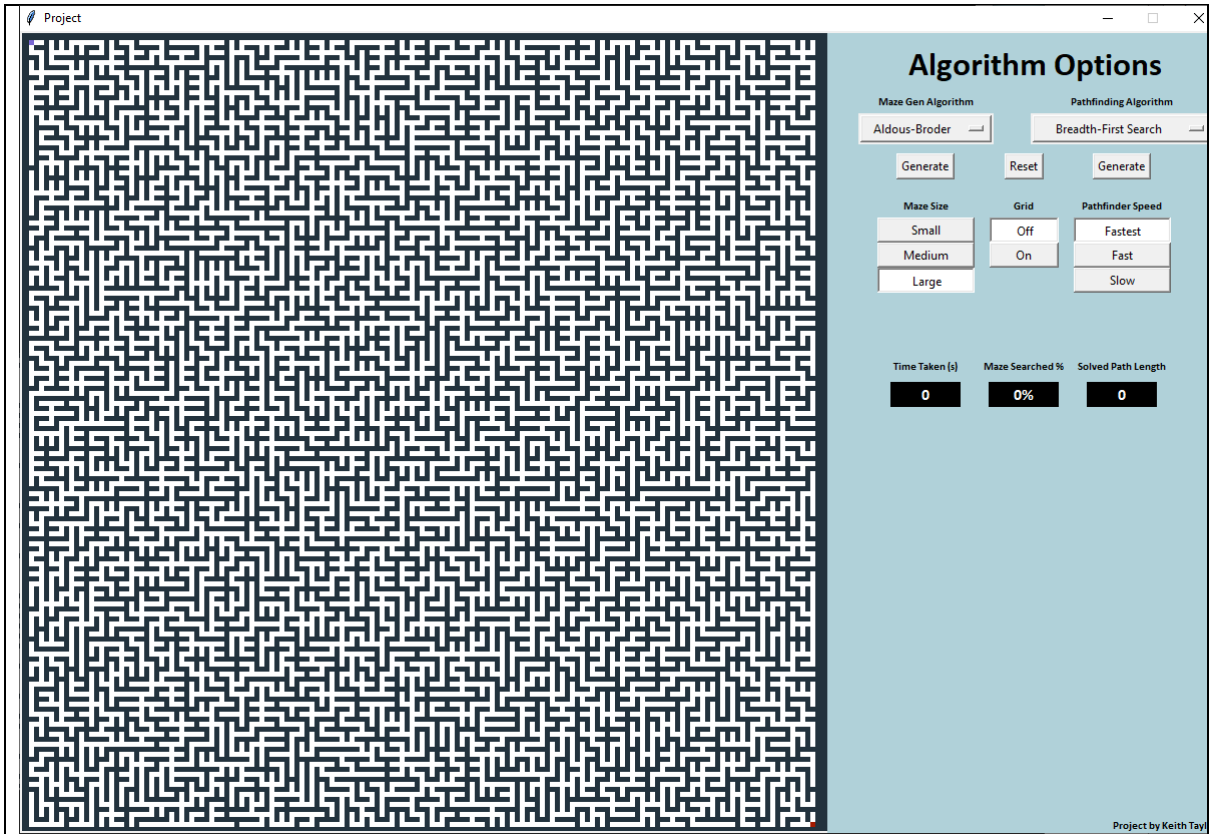 Project
Algorithm Options
Maze Gen Algorithm Pathfinding Algorithm
Aldous-Broder Breadth-First Search
Generate Reset Generate
Maze Size Grid Pathfinder Speed
Small Off Fastest
Medium On Fast
Large Slow
Time Taken (s) Maze Searched % Solved Path Length
0 0% 0
Project by Keith Tayl